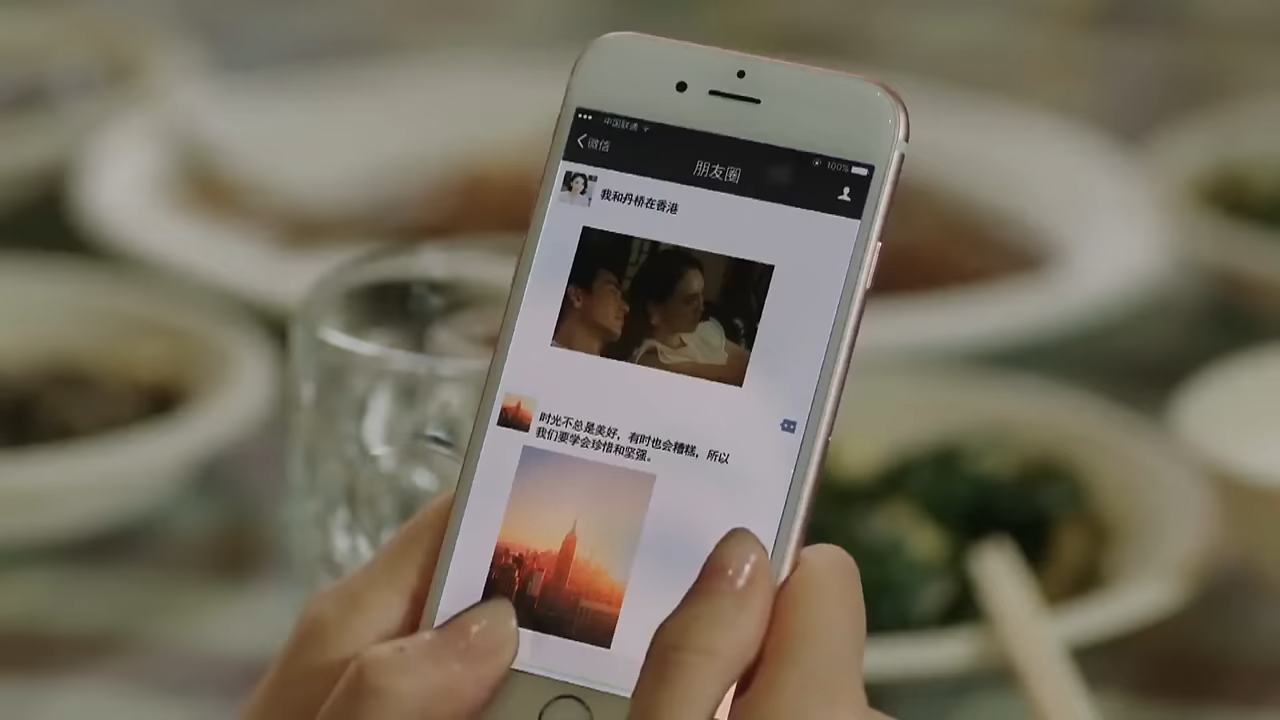 中国联通
100%
微信
朋友圈
我和丹桥在香港
时光不总是美好，有时也会糟糕，所以
我们要学会珍惜和坚强。